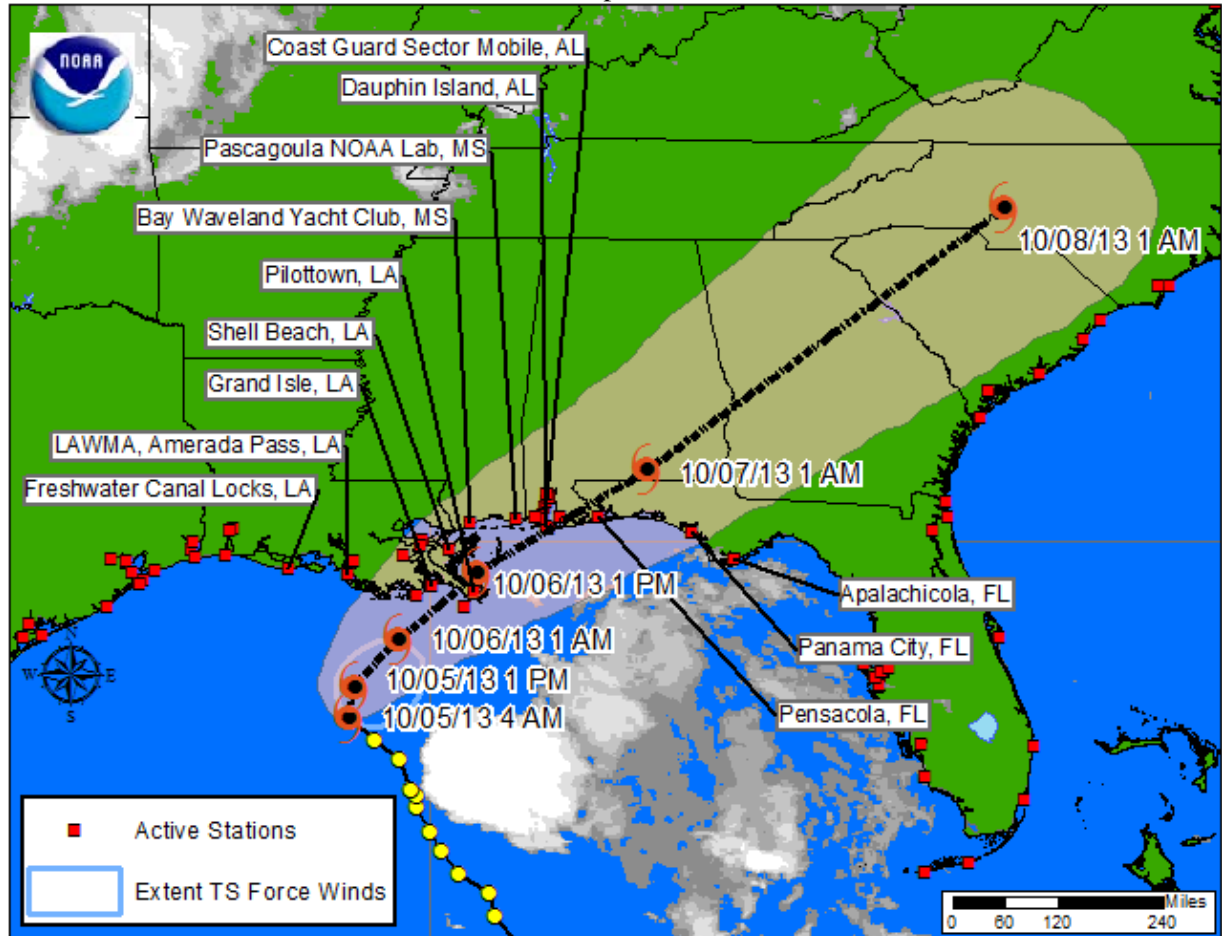 NOAA
Coast Guard Sector Mobile, AL
Dauphin Island, AL
Pascagoula NOAA Lab, MS
Bay Waveland Yacht Club, MS
Pilottown, LA
Shell Beach, LA
Grand Isle, LA
LAWMA, Amerada Pass, LA
Freshwater Canal Locks, LA
10/08/13 1 AM
10/07/13 1 AM
10/06/13 1 PM
10/06/13 1 AM
10/05/13 1 PM
10/05/13 4 AM
Apalachicola, FL
Panama City, FL
Pensacola, FL
N
W E
S
Active Stations
Extent TS Force Winds
Miles
0 60 120 240